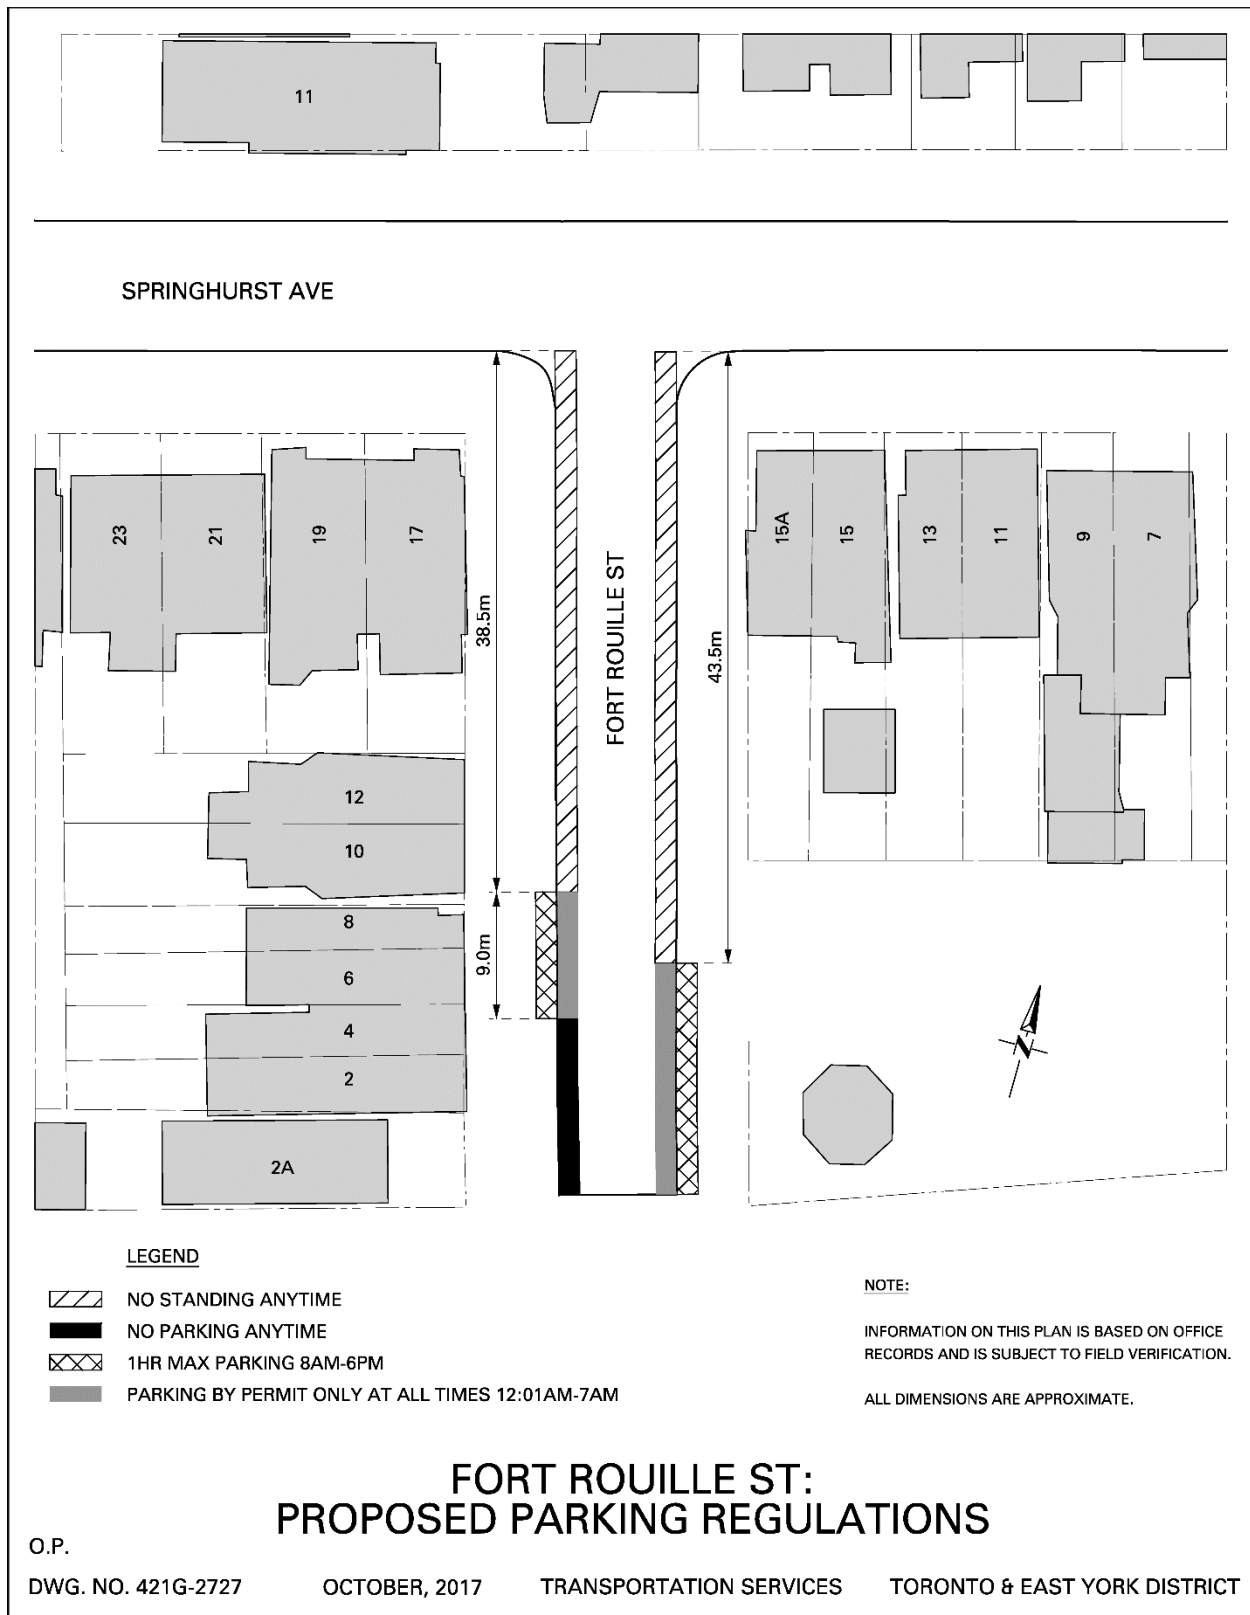 11
SPRINGHURST AVE
23
21
19
17
38.5m
FORT ROUILLE ST
43.5m
15A
15
13
11
9
7
12
10
8
6
9.0m
4
2
2A
N
LEGEND
NO STANDING ANYTIME
NO PARKING ANYTIME
1HR MAX PARKING 8AM-6PM
PARKING BY PERMIT ONLY AT ALL TIMES 12:01AM-7AM
NOTE:
INFORMATION ON THIS PLAN IS BASED ON OFFICE
RECORDS AND IS SUBJECT TO FIELD VERIFICATION.
ALL DIMENSIONS ARE APPROXIMATE.
FORT ROUILLE ST:
PROPOSED PARKING REGULATIONS
O.P.
DWG. NO. 421G-2727 OCTOBER, 2017 TRANSPORTATION SERVICES TORONTO & EAST YORK DISTRICT